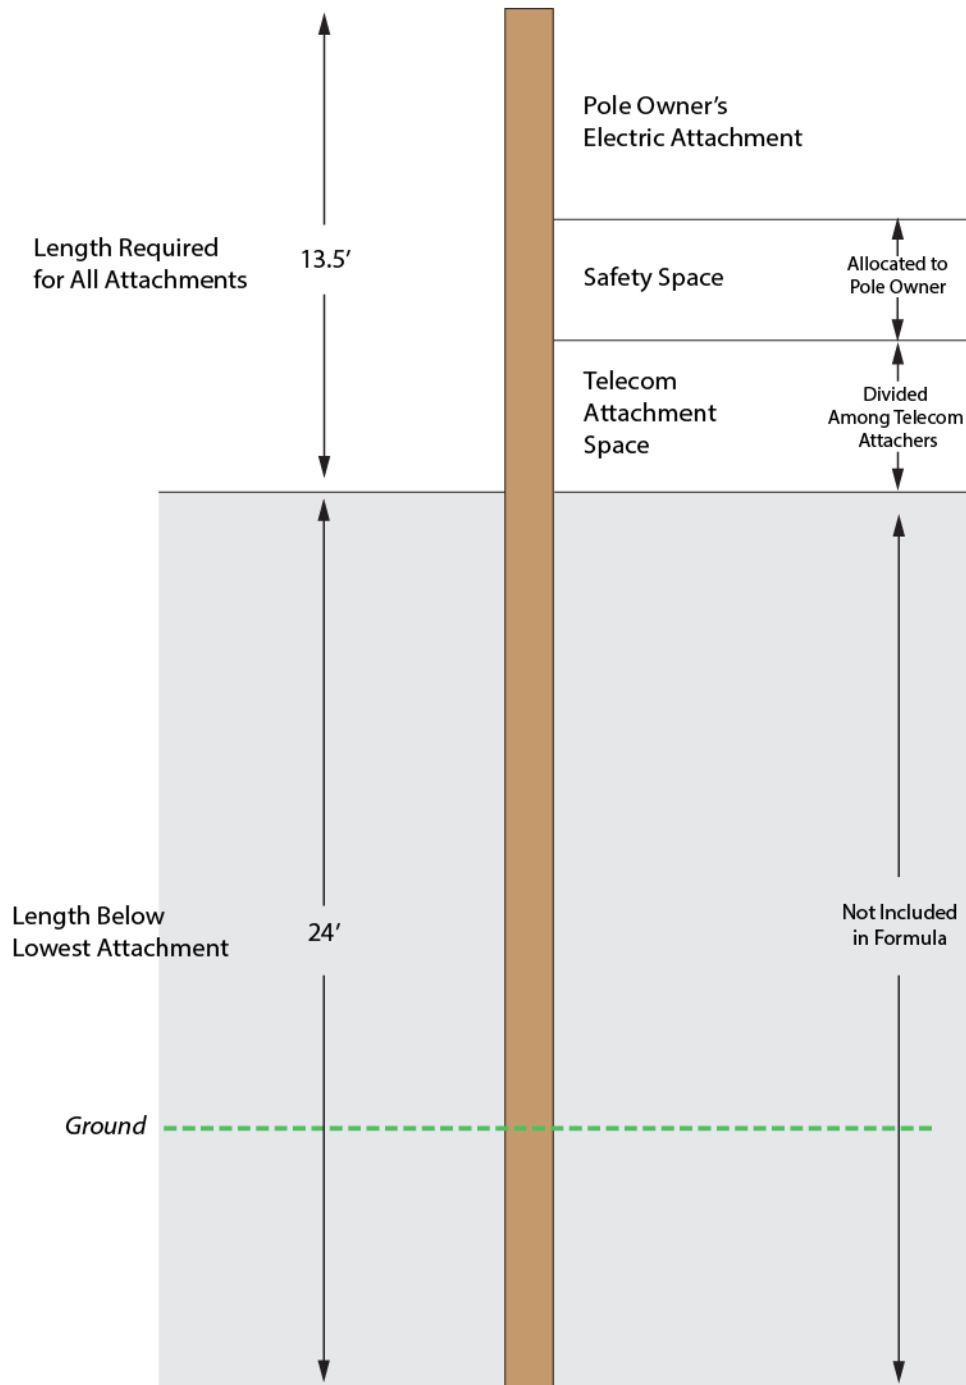 Pole Owner's
Electric Attachment
Length Required
for All Attachments
13.5'
Safety Space
Allocated to
Pole Owner
Telecom
Attachment
Space
Divided
Among Telecom
Attachers
Length Below
Lowest Attachment
24'
Not Included
in Formula
Ground